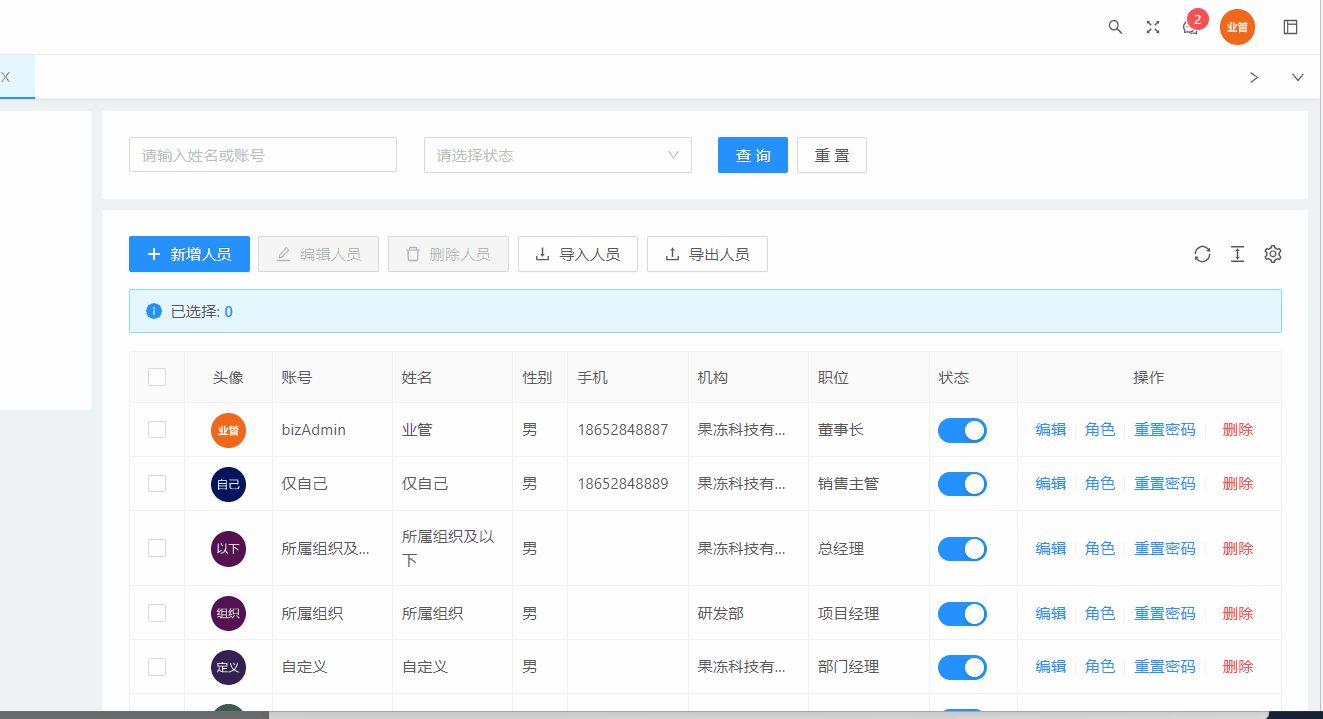 2
业管
X
请输入姓名或账号 请选择状态 查 询 重 置
新增人员 编辑人员 删除人员 导入人员 导出人员
已选择: 0
头像 账号 姓名 性别 手机 机构 职位 状态 操作
业管 bizAdmin 业管 男 18652848887 果冻科技有... 董事长 编辑 角色 重置密码 删除
自己 仅自己 仅自己 男 18652848889 果冻科技有... 销售主管 编辑 角色 重置密码 删除
以下 所属组织及... 所属组织及以
下 男 果冻科技有... 总经理 编辑 角色 重置密码 删除
组织 所属组织 所属组织 男 研发部 项目经理 编辑 角色 重置密码 删除
定义 自定义 自定义 男 果冻科技有... 部门经理 编辑 角色 重置密码 删除